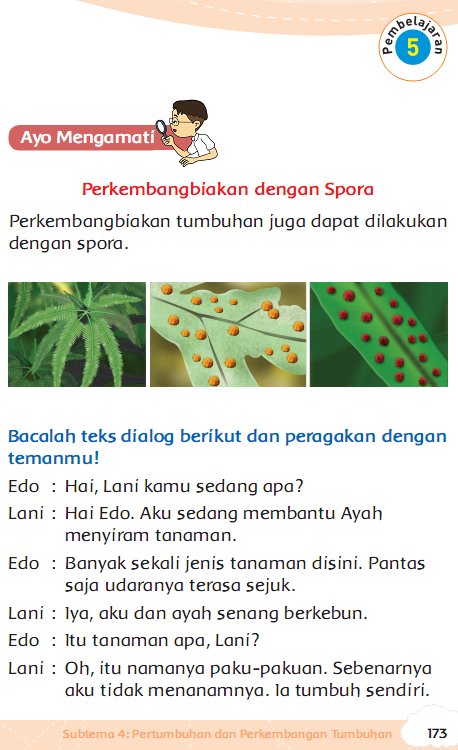 Pembelajaran
5
Ayo Mengamati
Perkembangbiakan dengan Spora
Perkembangbiakan tumbuhan juga dapat dilakukan
dengan spora.
Bacalah teks dialog berikut dan peragakan dengan
temanmu!
Edo : Hai, Lani kamu sedang apa?
Lani : Hai Edo. Aku sedang membantu Ayah
menyiram tanaman.
Edo : Banyak sekali jenis tanaman disini. Pantas
saja udaranya terasa sejuk.
Lani : Iya, aku dan ayah senang berkebun.
Edo : Itu tanaman apa, Lani?
Lani : Oh, itu namanya paku-pakuan. Sebenarnya
aku tidak menanamnya. Ia tumbuh sendiri.
Subtema 4: Pertumbuhan dan Perkembangan Tumbuhan 173